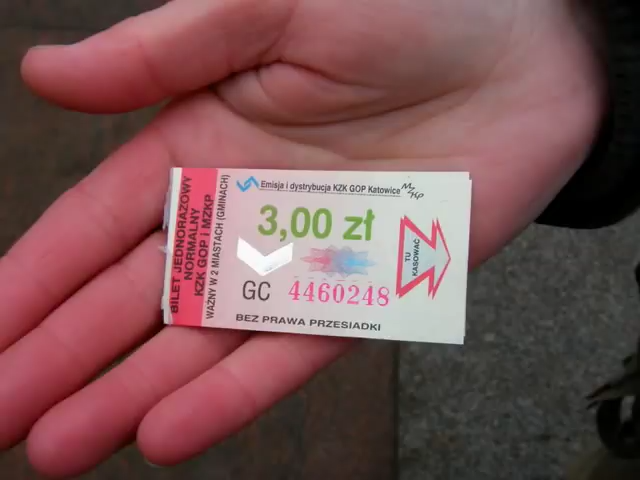 BILET JEDNORAZOWY
NORMALNY
KZK GOP i MZKP
WAŻNY W 2 MIASTACH (GMINACH)
Emisja i dystrybucja KZK GOP Katowice
MZKP
3,00 zł
TU
KASOWAĆ
GC 4460248
BEZ PRAWA PRZESIADKI